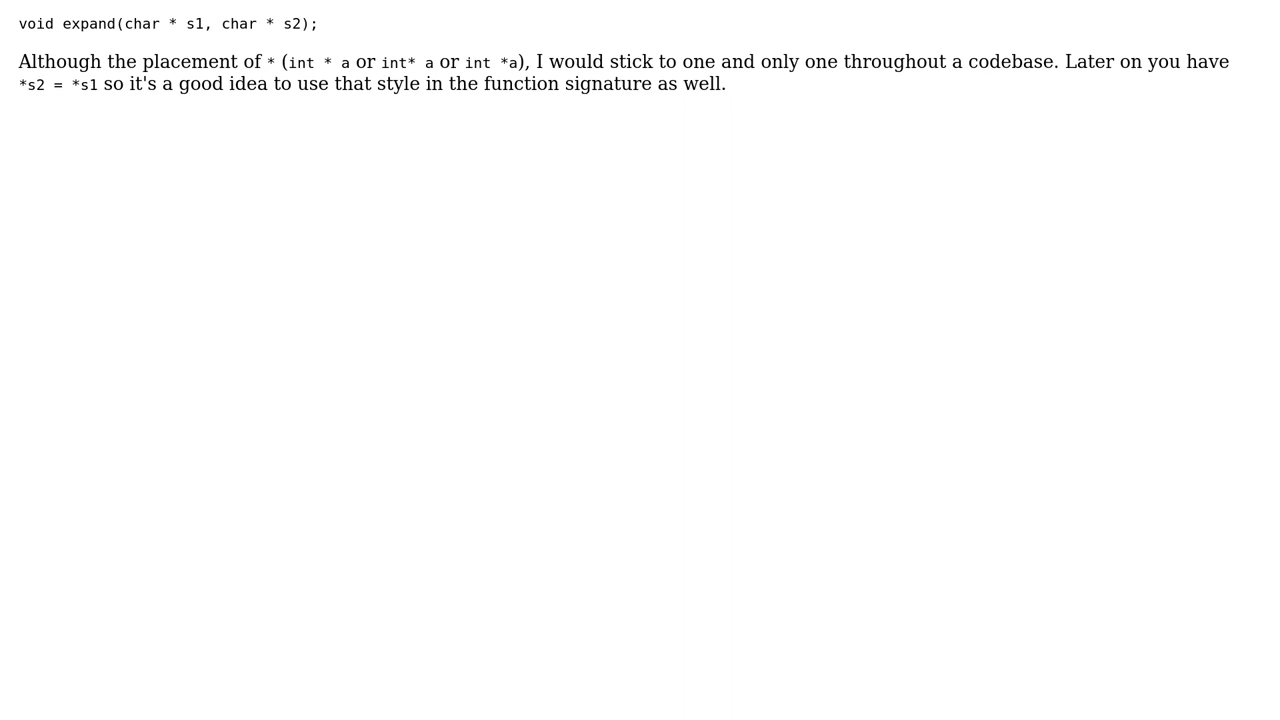 void expand(char * s1, char * s2);
Although the placement of * (int * a or int* a or int *a), I would stick to one and only one throughout a codebase. Later on you have
*s2 = *s1 so it's a good idea to use that style in the function signature as well.